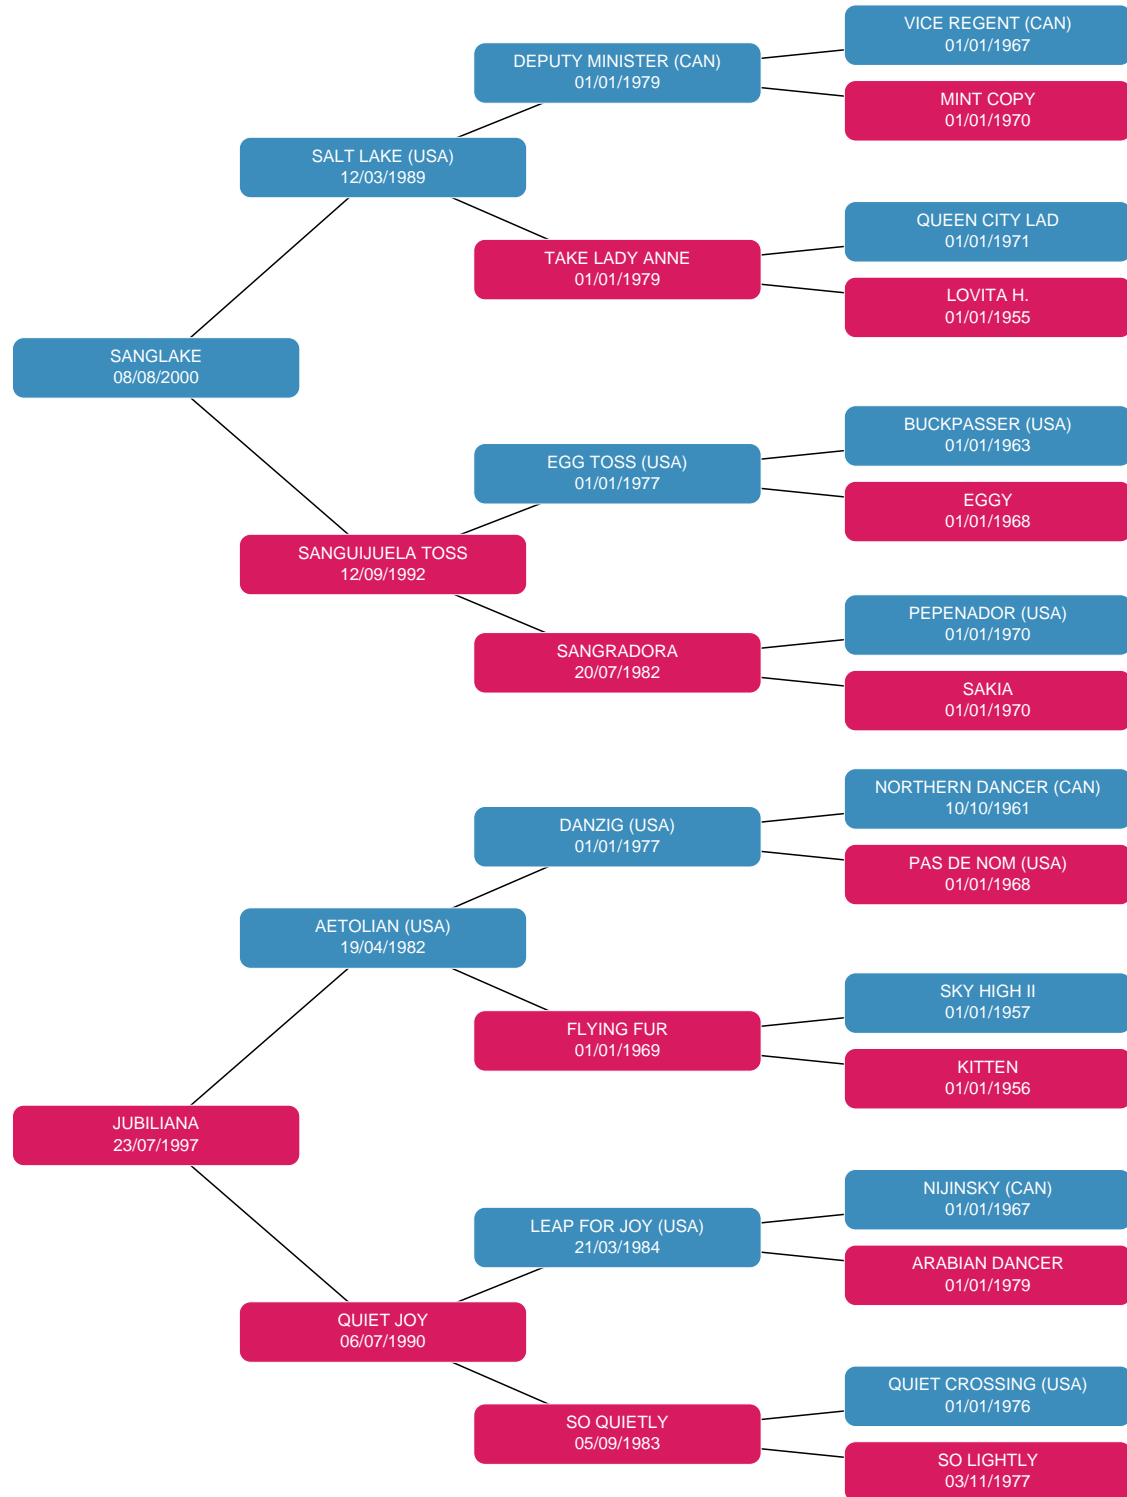 VICE REGENT (CAN)
01/01/1967
DEPUTY MINISTER (CAN)
01/01/1979
MINT COPY
01/01/1970
SALT LAKE (USA)
12/03/1989
QUEEN CITY LAD
01/01/1971
TAKE LADY ANNE
01/01/1979
LOVITA H.
01/01/1955
SANGLAKE
08/08/2000
BUCKPASSER (USA)
01/01/1963
EGG TOSS (USA)
01/01/1977
EGGY
01/01/1968
SANGUIJUELA TOSS
12/09/1992
PEPENADOR (USA)
01/01/1970
SANGRADORA
20/07/1982
SAKIA
01/01/1970
NORTHERN DANCER (CAN)
10/10/1961
DANZIG (USA)
01/01/1977
PAS DE NOM (USA)
01/01/1968
AETOLIAN (USA)
19/04/1982
SKY HIGH II
01/01/1957
FLYING FUR
01/01/1969
KITTEN
01/01/1956
JUBILIANA
23/07/1997
NIJINSKY (CAN)
01/01/1967
LEAP FOR JOY (USA)
21/03/1984
ARABIAN DANCER
01/01/1979
QUIET JOY
06/07/1990
QUIET CROSSING (USA)
01/01/1976
SO QUIETLY
05/09/1983
SO LIGHTLY
03/11/1977